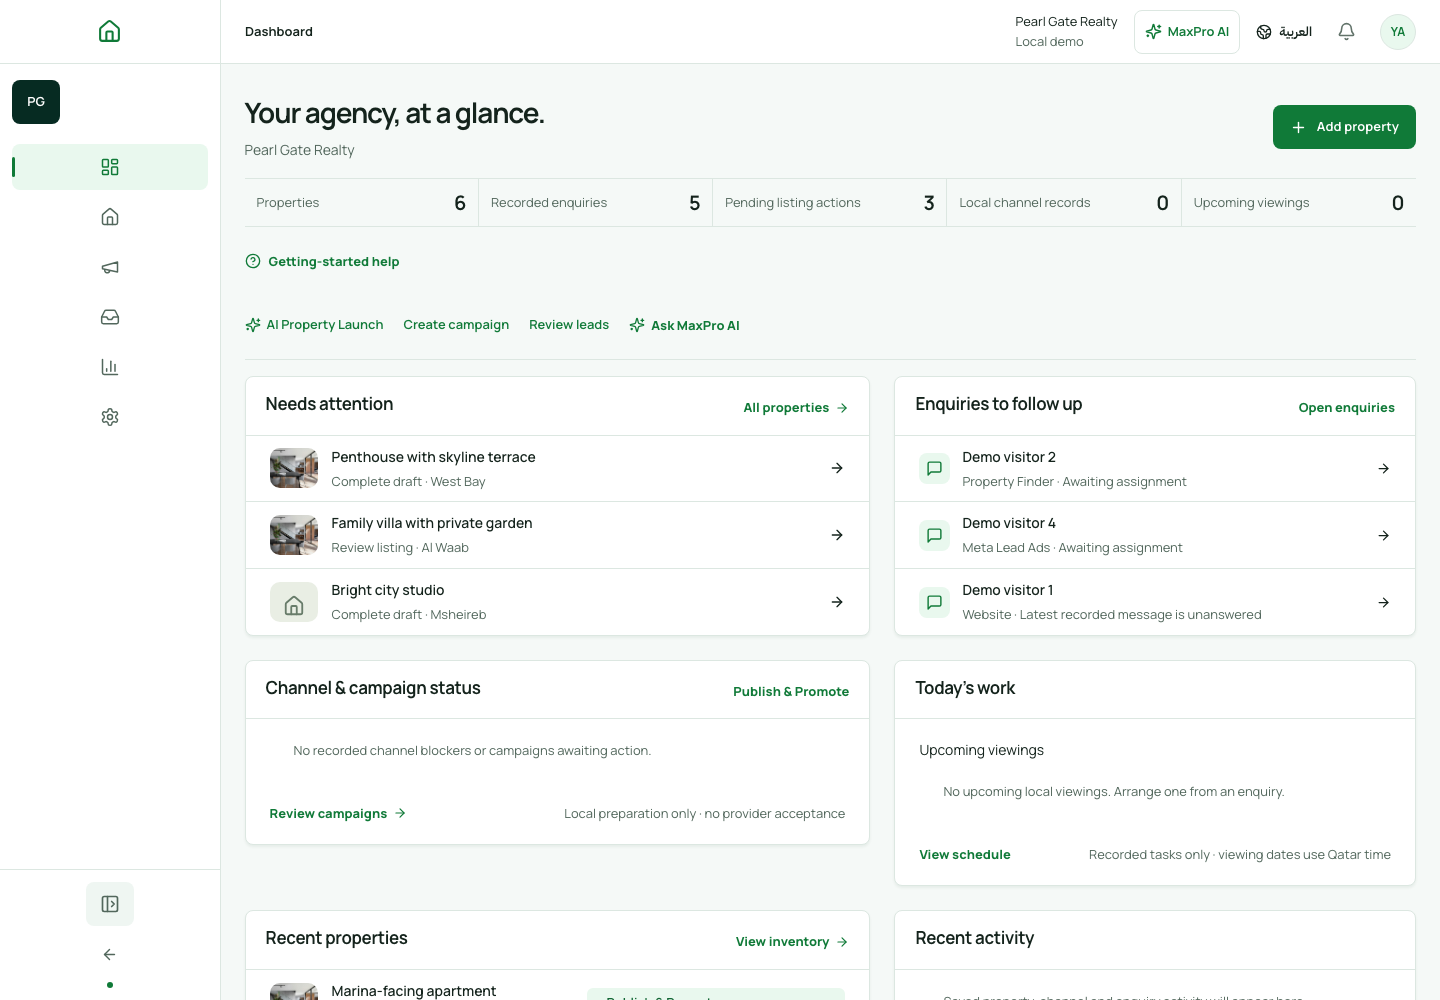 Dashboard
Pearl Gate Realty
Local demo
MaxPro AI
العربية
YA
PG
Your agency, at a glance.
Pearl Gate Realty
Add property
Properties 6
Recorded enquiries 5
Pending listing actions 3
Local channel records 0
Upcoming viewings 0
Getting-started help
AI Property Launch
Create campaign
Review leads
Ask MaxPro AI
Needs attention
All properties
Penthouse with skyline terrace
Complete draft · West Bay
Family villa with private garden
Review listing · Al Waab
Bright city studio
Complete draft · Msheireb
Enquiries to follow up
Open enquiries
Demo visitor 2
Property Finder · Awaiting assignment
Demo visitor 4
Meta Lead Ads · Awaiting assignment
Demo visitor 1
Website · Latest recorded message is unanswered
Channel & campaign status
Publish & Promote
No recorded channel blockers or campaigns awaiting action.
Review campaigns
Local preparation only · no provider acceptance
Today's work
Upcoming viewings
No upcoming local viewings. Arrange one from an enquiry.
View schedule
Recorded tasks only · viewing dates use Qatar time
Recent properties
View inventory
Marina-facing apartment
Recent activity